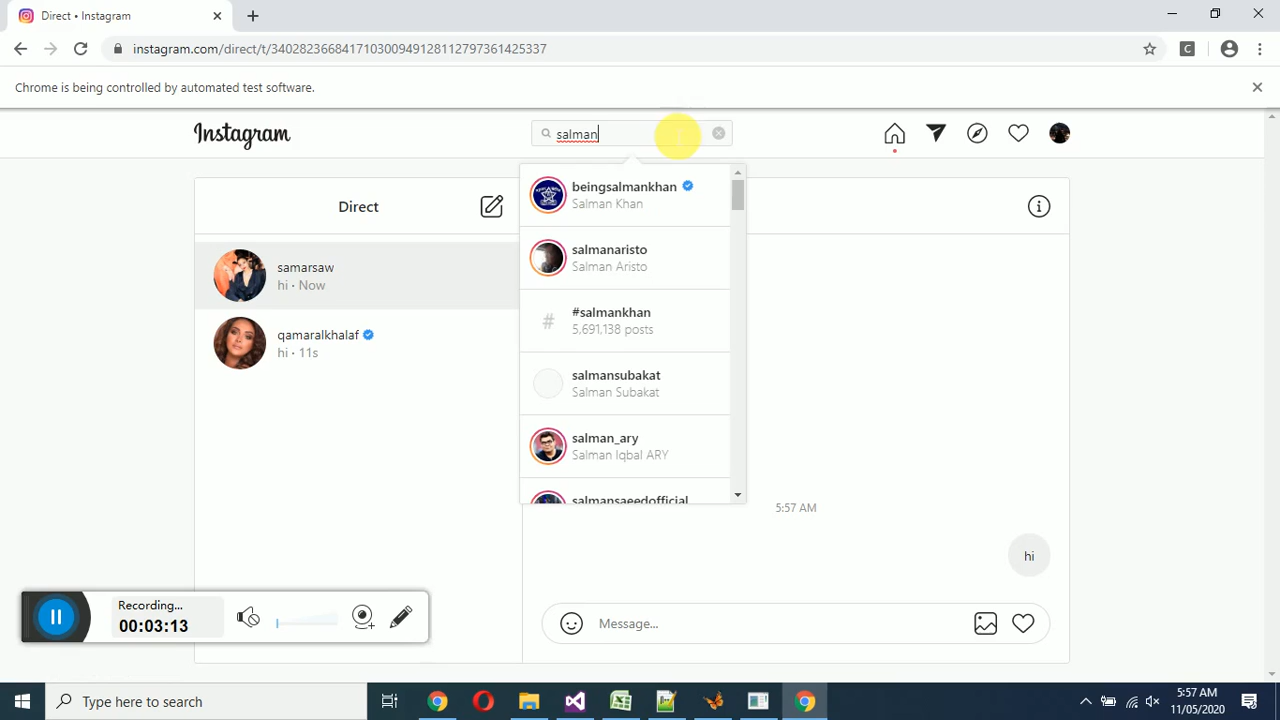 Direct • Instagram
instagram.com/direct/t/340282366841710300949128112797361425337
Chrome is being controlled by automated test software.
Instagram
salman
Direct
samarsaw
hi · Now
qamaralkhalaf
hi · 11s
beingsalmankhan
Salman Khan
salmanaristo
Salman Aristo
# #salmankhan
5,691,138 posts
salmansubakat
Salman Subakat
salman_ary
Salman Iqbal ARY
salmansaeedofficial
5:57 AM
hi
Message...
Recording...
00:03:13
Type here to search
5:57 AM
11/05/2020